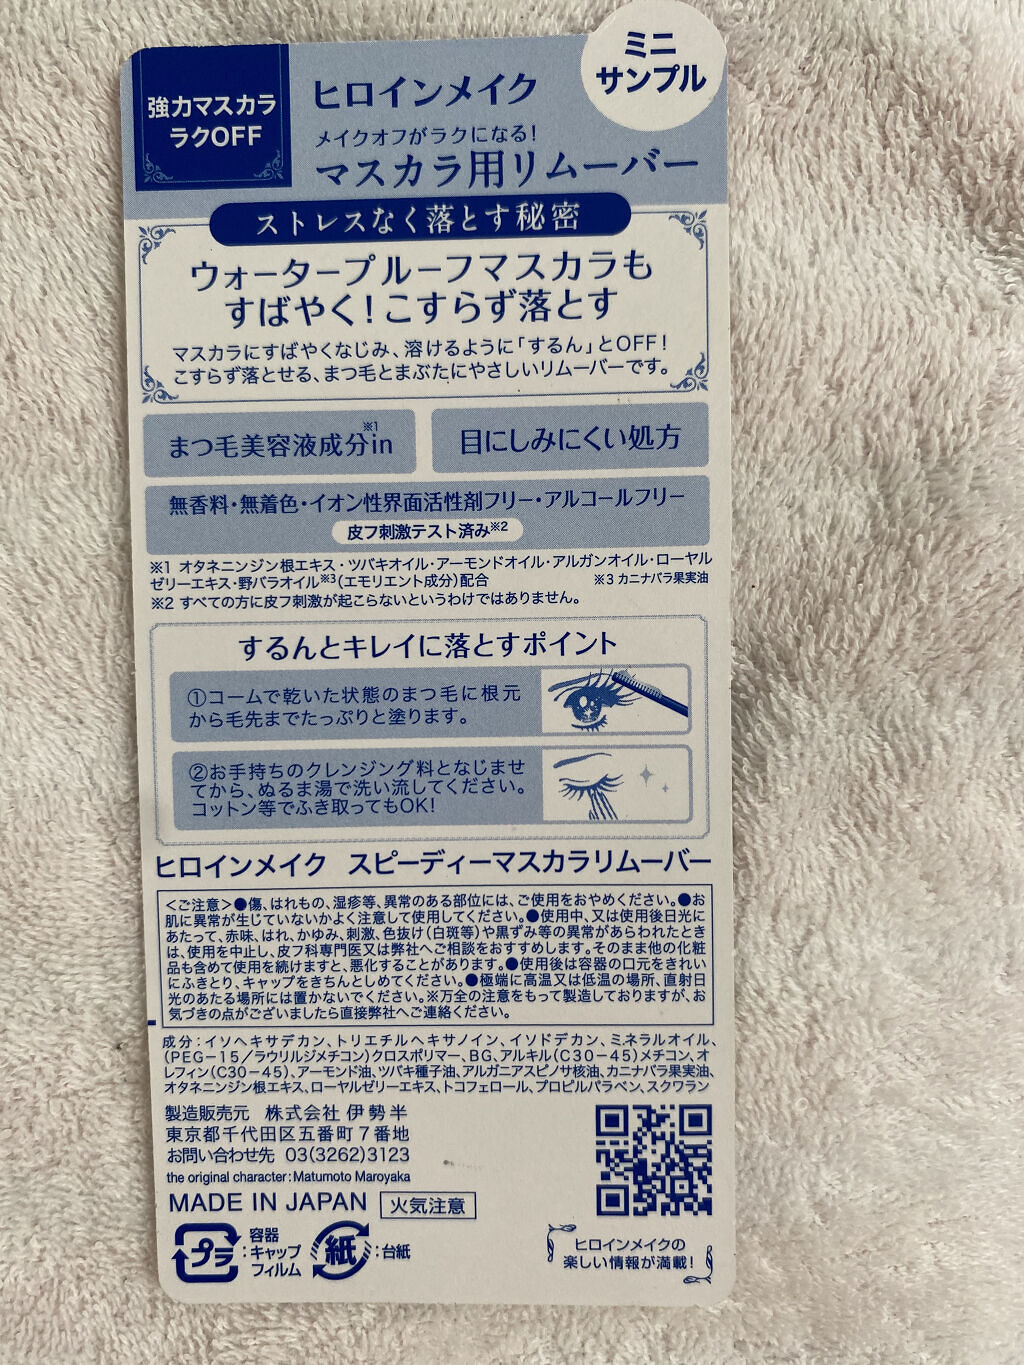 ミニ
サンプル
強力マスカラ
ラクOFF
ヒロインメイク
メイクオフがラクになる!
マスカラ用リムーバー
ストレスなく落とす秘密
ウォータープルーフマスカラも
すばやく!こすらず落とす
マスカラにすばやくなじみ、溶けるように「するん」とOFF!
こすらず落とせる、まつ毛とまぶたにやさしいリムーバーです。
まつ毛美容液成分※1in
目にしみにくい処方
無香料・無着色・イオン性界面活性剤フリー・アルコールフリー
皮フ刺激テスト済み※2
※1 オタネニンジン根エキス・ツバキオイル・アーモンドオイル・アルガンオイル・ローヤル
ゼリーエキス・野バラオイル※3(エモリエント成分)配合 ※3 カニナバラ果実油
※2 すべての方に皮フ刺激が起こらないというわけではありません。
するんとキレイに落とすポイント
①コームで乾いた状態のまつ毛に根元
から毛先までたっぷりと塗ります。
②お手持ちのクレンジング料となじませ
てから、ぬるま湯で洗い流してください。
コットン等でふき取ってもOK!
ヒロインメイク スピーディーマスカラリムーバー
<ご注意>●傷、はれもの、湿疹等、異常のある部位には、ご使用をおやめください。●お
肌に異常が生じていないかよく注意して使用してください。●使用中、又は使用後日光に
あたって、赤味、はれ、かゆみ、刺激、色抜け(白斑等)や黒ずみ等の異常があらわれたとき
は、使用を中止し、皮フ科専門医又は弊社へご相談をおすすめします。そのまま他の化粧
品も含めて使用を続けますと、悪化することがあります。●使用後は容器の口元をきれい
にふきとり、キャップをきちんとしめてください。●極端に高温又は低温の場所、直射日
光のあたる場所には置かないでください。※万全の注意をもって製造しておりますが、お
気づきの点がございましたら直接弊社へご連絡ください。
成分:イソヘキサデカン、トリエチルヘキサノイン、イソドデカン、ミネラルオイル、
(PEG-15/ラウリルジメチコン)クロスポリマー、BG、アルキル(C30-45)メチコン、オ
レフィン(C30-45)、アーモンド油、ツバキ種子油、アルガニアスピノサ核油、カニナバラ果実油、
オタネニンジン根エキス、ローヤルゼリーエキス、トコフェロール、プロピルパラベン、スクワラン
製造販売元 株式会社 伊勢半
東京都千代田区五番町7番地
お問い合わせ先 03(3262)3123
the original character:Matumoto Maroyaka
MADE IN JAPAN 火気注意
プラ
容器
:キャップ
フィルム
紙
:台紙
ヒロインメイクの
楽しい情報が満載!